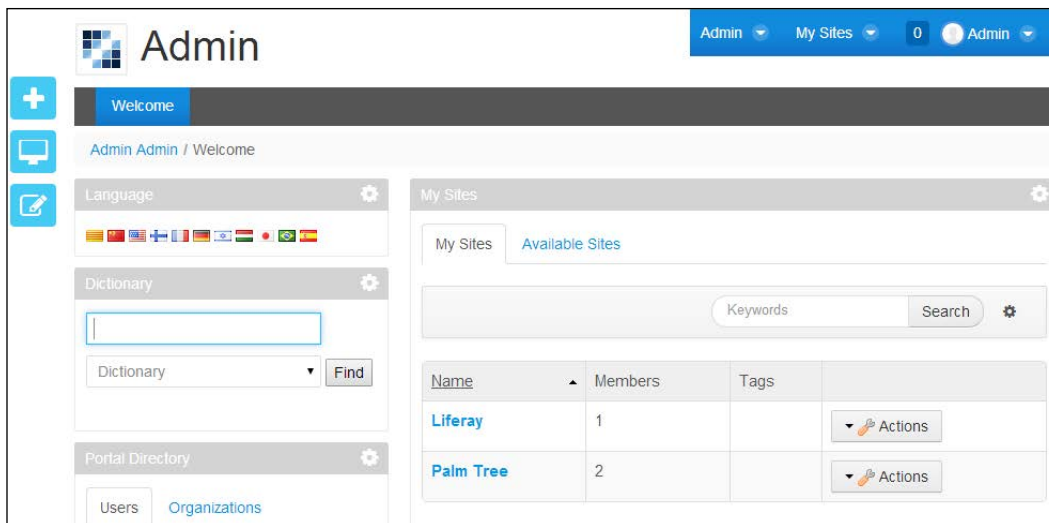 Admin
Admin My Sites 0 Admin
Welcome
Admin Admin / Welcome
Language
Dictionary
Dictionary Find
Portal Directory
Users Organizations
My Sites
My Sites Available Sites
Keywords Search
Name Members Tags
Liferay 1 Actions
Palm Tree 2 Actions